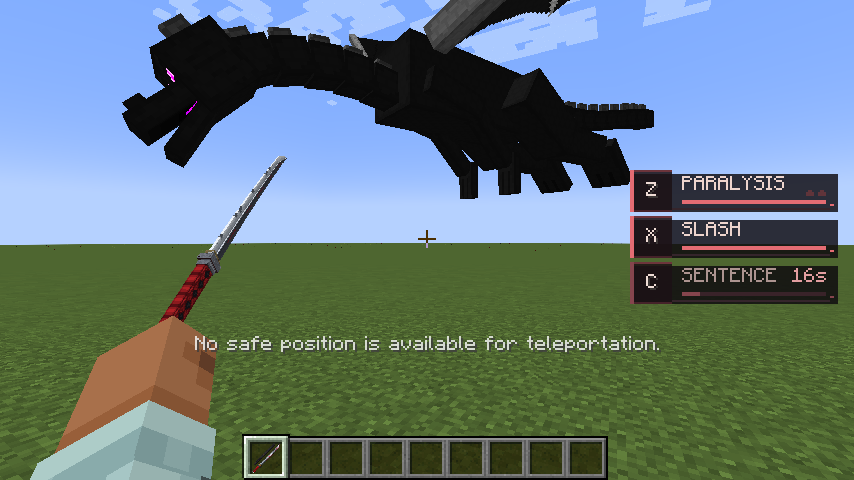 Z PARALYSIS
X SLASH
C SENTENCE 16s
No safe position is available for teleportation.